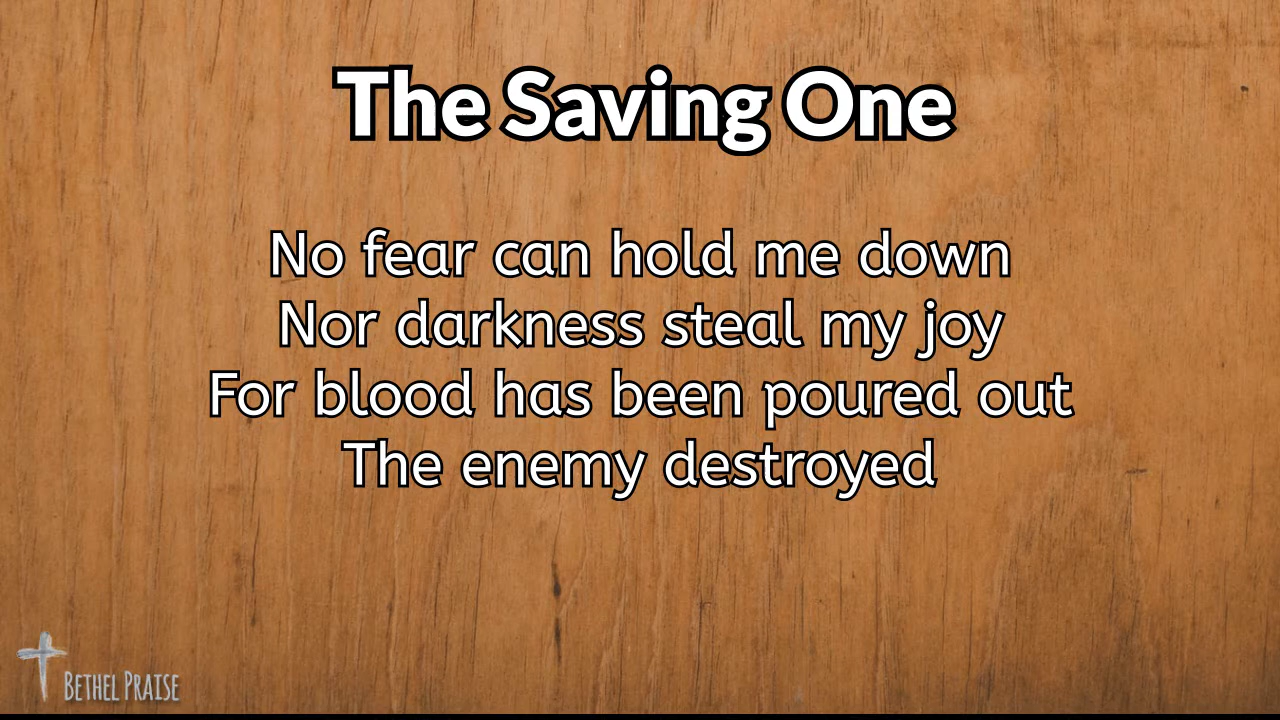 The Saving One
No fear can hold me down
Nor darkness steal my joy
For blood has been poured out
The enemy destroyed
BETHEL PRAISE